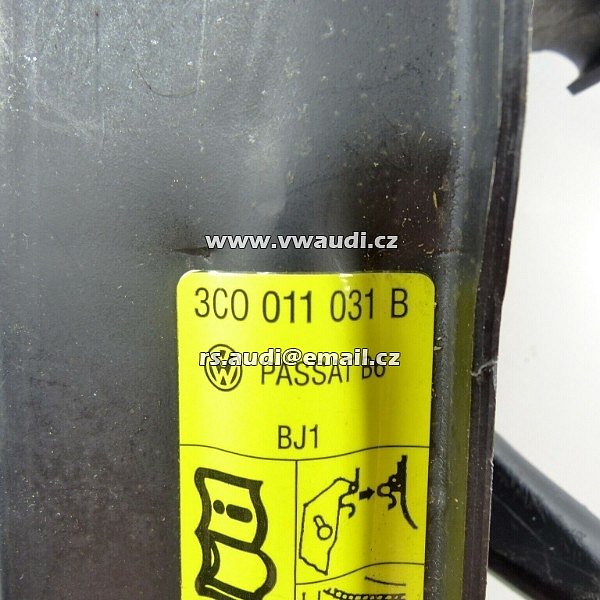 www.vwaudi.cz
3C0 011 031 B
rs.audi@email.cz
PASSAT B6
BJ1